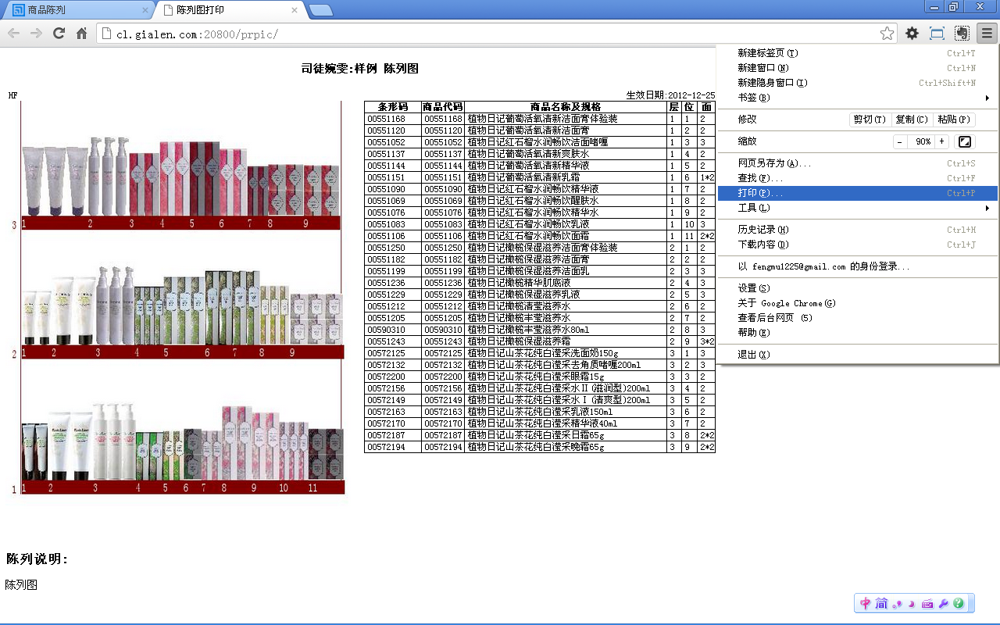 商品陈列
陈列图打印
cl.gialen.com:20800/prpic/
司徒婉雯:样例 陈列图
HF
生效日期:2012-12-25
条形码 商品代码 商品名称及规格 层 位 面
00551168 00551168 植物日记葡萄活氧清新洁面膏体验装 1 1 2
00551120 00551120 植物日记葡萄活氧清新洁面膏 1 2 2
00551052 00551052 植物日记红石榴水润畅饮洁面啫喱 1 3 3
00551137 00551137 植物日记葡萄活氧清新爽肤水 1 4 2
00551144 00551144 植物日记葡萄活氧清新精华液 1 5 2
00551151 00551151 植物日记葡萄活氧清新乳霜 1 6 1*2
00551090 00551090 植物日记红石榴水润畅饮精华液 1 7 2
00551069 00551069 植物日记红石榴水润畅饮醒肤水 1 8 2
00551076 00551076 植物日记红石榴水润畅饮精华水 1 9 2
00551083 00551083 植物日记红石榴水润畅饮乳液 1 10 3
00551106 00551106 植物日记红石榴水润畅饮面霜 1 11 2*2
00551250 00551250 植物日记橄榄保湿滋养洁面膏体验装 2 1 2
00551182 00551182 植物日记橄榄保湿滋养洁面膏 2 2 2
00551199 00551199 植物日记橄榄保湿滋养洁面乳 2 3 3
00551236 00551236 植物日记橄榄精华肌底液 2 4 3
00551229 00551229 植物日记橄榄保湿滋养乳液 2 5 3
00551212 00551212 植物日记橄榄清莹滋养水 2 6 2
00551205 00551205 植物日记橄榄丰莹滋养水 2 7 2
00590310 00590310 植物日记橄榄丰莹滋养水80ml 2 8 3
00551243 00551243 植物日记橄榄保湿滋养霜 2 9 3*2
00572125 00572125 植物日记山茶花纯白滢采洗面奶150g 3 1 3
00572132 00572132 植物日记山茶花纯白滢采去角质啫喱200ml 3 2 3
00572200 00572200 植物日记山茶花纯白滢采眼霜15g 3 3 2
00572156 00572156 植物日记山茶花纯白滢采水Ⅱ(滋润型)200ml 3 4 2
00572149 00572149 植物日记山茶花纯白滢采水Ⅰ(清爽型)200ml 3 5 2
00572163 00572163 植物日记山茶花纯白滢采乳液150ml 3 6 2
00572170 00572170 植物日记山茶花纯白滢采精华液40ml 3 7 2
00572187 00572187 植物日记山茶花纯白滢采日霜65g 3 8 2*2
00572194 00572194 植物日记山茶花纯白滢采晚霜65g 3 9 2*2
3 1 2 3 4 5 6 7 8 9
2 1 2 3 4 5 6 7 8 9
1 1 2 3 4 5 6 7 8 9 10 11
陈列说明:
陈列图
新建标签页(T) Ctrl+T
新建窗口(N) Ctrl+N
新建隐身窗口(I) Ctrl+Shift+N
书签(B)
修改 剪切(T) 复制(C) 粘贴(P)
缩放 - 90% +
网页另存为(A)... Ctrl+S
查找(F)... Ctrl+F
打印(P)... Ctrl+P
工具(L)
历史记录(H) Ctrl+H
下载内容(D) Ctrl+J
以 fengmu1225@gmail.com 的身份登录...
设置(S)
关于 Google Chrome(G)
查看后台网页 (5)
帮助(E)
退出(X)
中 简